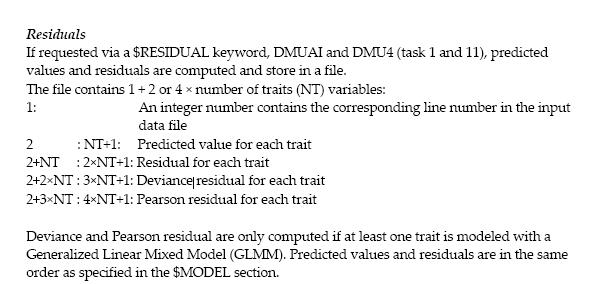 Residuals
If requested via a $RESIDUAL keyword, DMUAI and DMU4 (task 1 and 11), predicted
values and residuals are computed and store in a file.
The file contains 1 + 2 or 4 × number of traits (NT) variables:
1: An integer number contains the corresponding line number in the input
data file
2 : NT+1: Predicted value for each trait
2+NT : 2×NT+1: Residual for each trait
2+2×NT : 3×NT+1: Deviance residual for each trait
2+3×NT : 4×NT+1: Pearson residual for each trait
Deviance and Pearson residual are only computed if at least one trait is modeled with a
Generalized Linear Mixed Model (GLMM). Predicted values and residuals are in the same
order as specified in the $MODEL section.